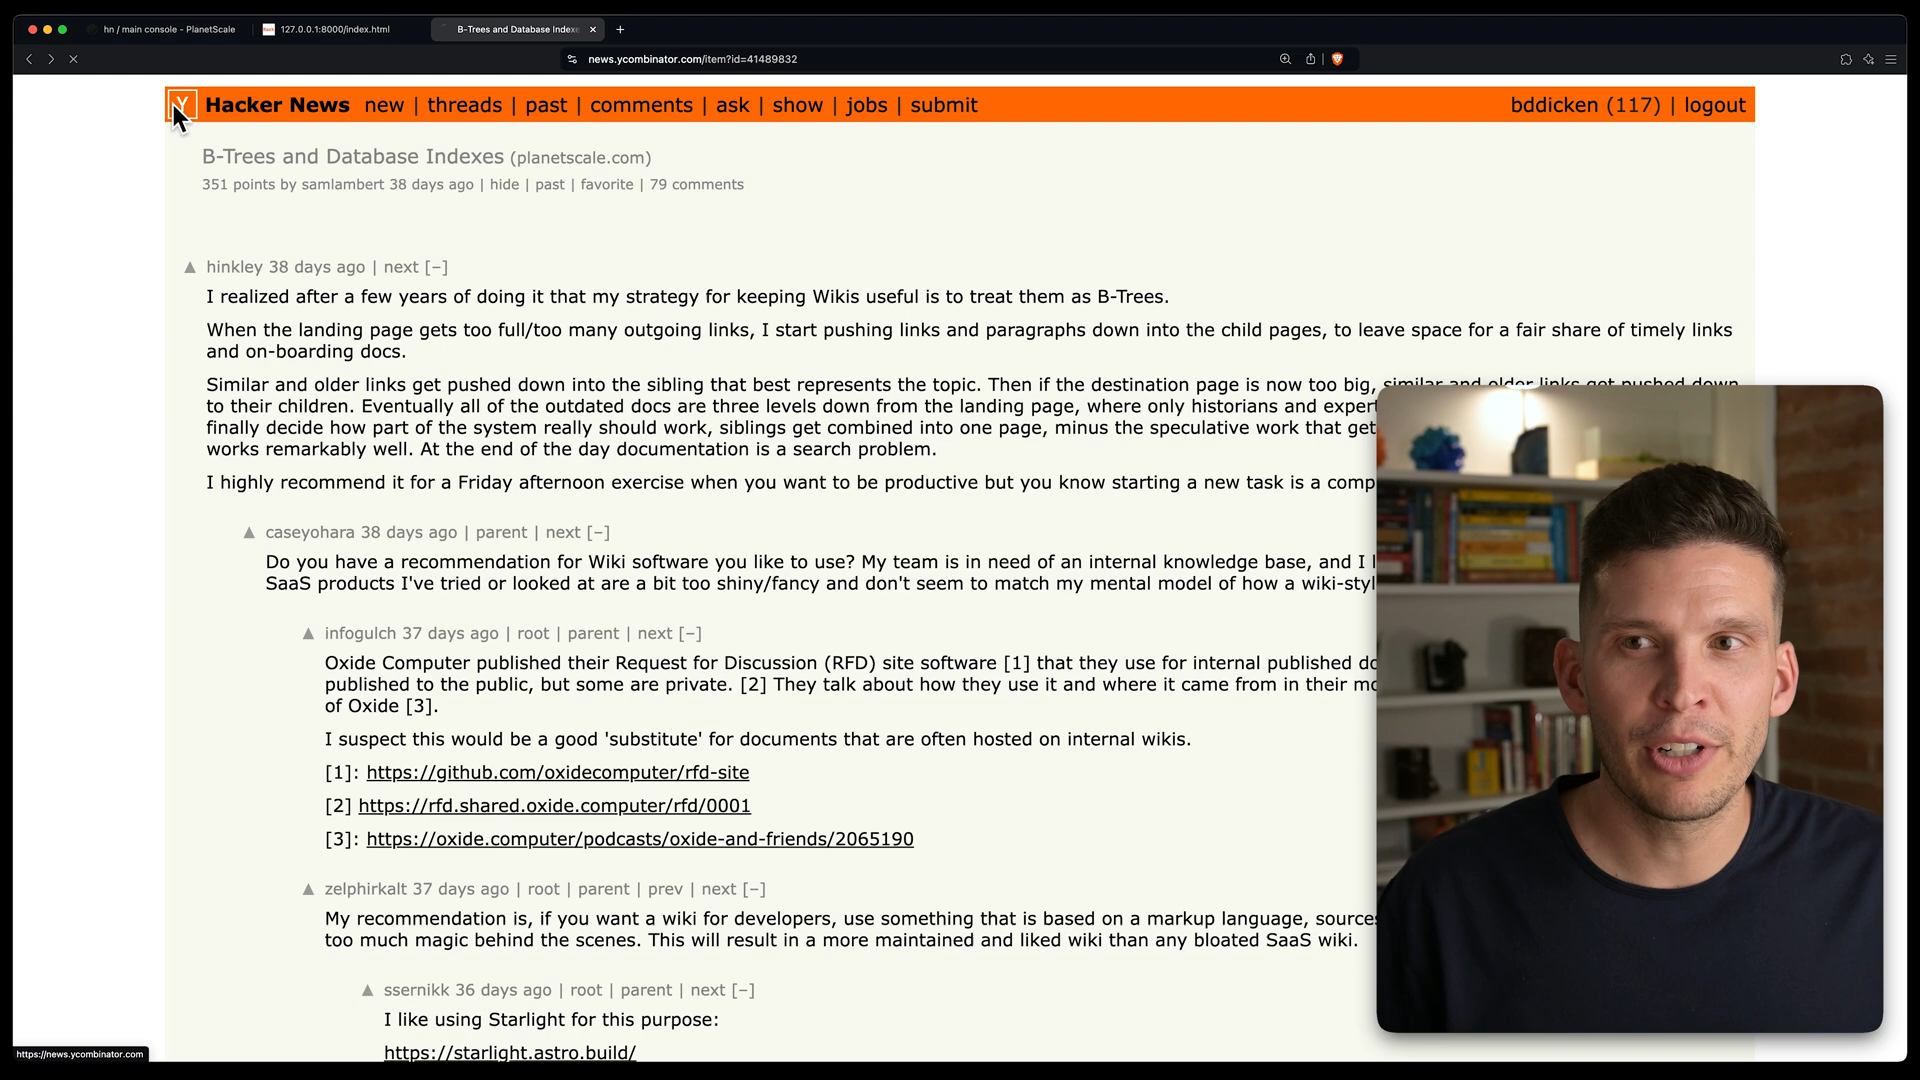 hn / main console - PlanetScale
127.0.0.1:8000/index.html
B-Trees and Database Indexe
news.ycombinator.com/item?id=41489832
Y Hacker News new | threads | past | comments | ask | show | jobs | submit
bddicken (117) | logout
B-Trees and Database Indexes (planetscale.com)
351 points by samlambert 38 days ago | hide | past | favorite | 79 comments
▲ hinkley 38 days ago | next [–]
I realized after a few years of doing it that my strategy for keeping Wikis useful is to treat them as B-Trees.
When the landing page gets too full/too many outgoing links, I start pushing links and paragraphs down into the child pages, to leave space for a fair share of timely links
and on-boarding docs.
Similar and older links get pushed down into the sibling that best represents the topic. Then if the destination page is now too big, similar and older links get pushed down
to their children. Eventually all of the outdated docs are three levels down from the landing page, where only historians and expert
finally decide how part of the system really should work, siblings get combined into one page, minus the speculative work that get
works remarkably well. At the end of the day documentation is a search problem.
I highly recommend it for a Friday afternoon exercise when you want to be productive but you know starting a new task is a comp
▲ caseyohara 38 days ago | parent | next [–]
Do you have a recommendation for Wiki software you like to use? My team is in need of an internal knowledge base, and I
SaaS products I've tried or looked at are a bit too shiny/fancy and don't seem to match my mental model of how a wiki-styl
▲ infogulch 37 days ago | root | parent | next [–]
Oxide Computer published their Request for Discussion (RFD) site software [1] that they use for internal published do
published to the public, but some are private. [2] They talk about how they use it and where it came from in their mo
of Oxide [3].
I suspect this would be a good 'substitute' for documents that are often hosted on internal wikis.
[1]: https://github.com/oxidecomputer/rfd-site
[2] https://rfd.shared.oxide.computer/rfd/0001
[3]: https://oxide.computer/podcasts/oxide-and-friends/2065190
▲ zelphirkalt 37 days ago | root | parent | prev | next [–]
My recommendation is, if you want a wiki for developers, use something that is based on a markup language, sources
too much magic behind the scenes. This will result in a more maintained and liked wiki than any bloated SaaS wiki.
▲ ssernikk 36 days ago | root | parent | next [–]
I like using Starlight for this purpose:
https://starlight.astro.build/
https://news.ycombinator.com